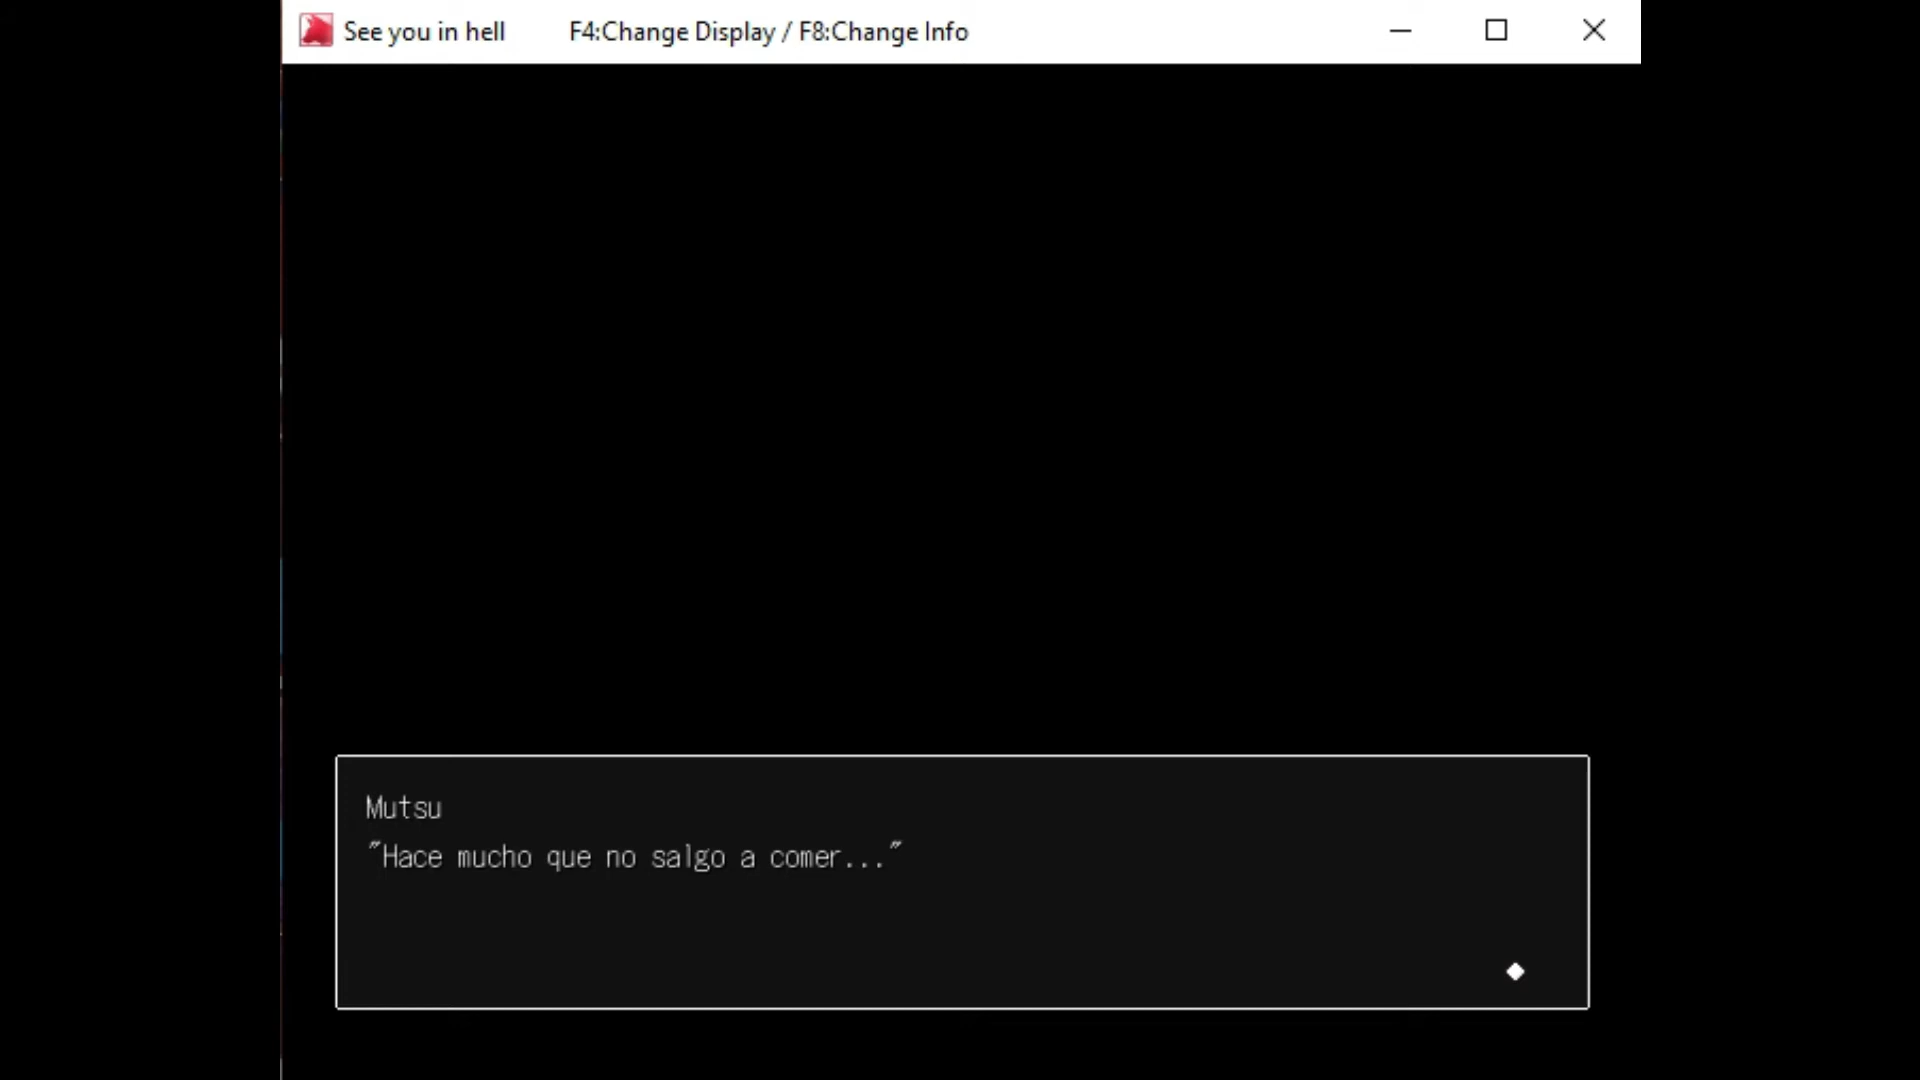 See you in hell F4:Change Display / F8:Change Info
Mutsu
"Hace mucho que no salgo a comer..."